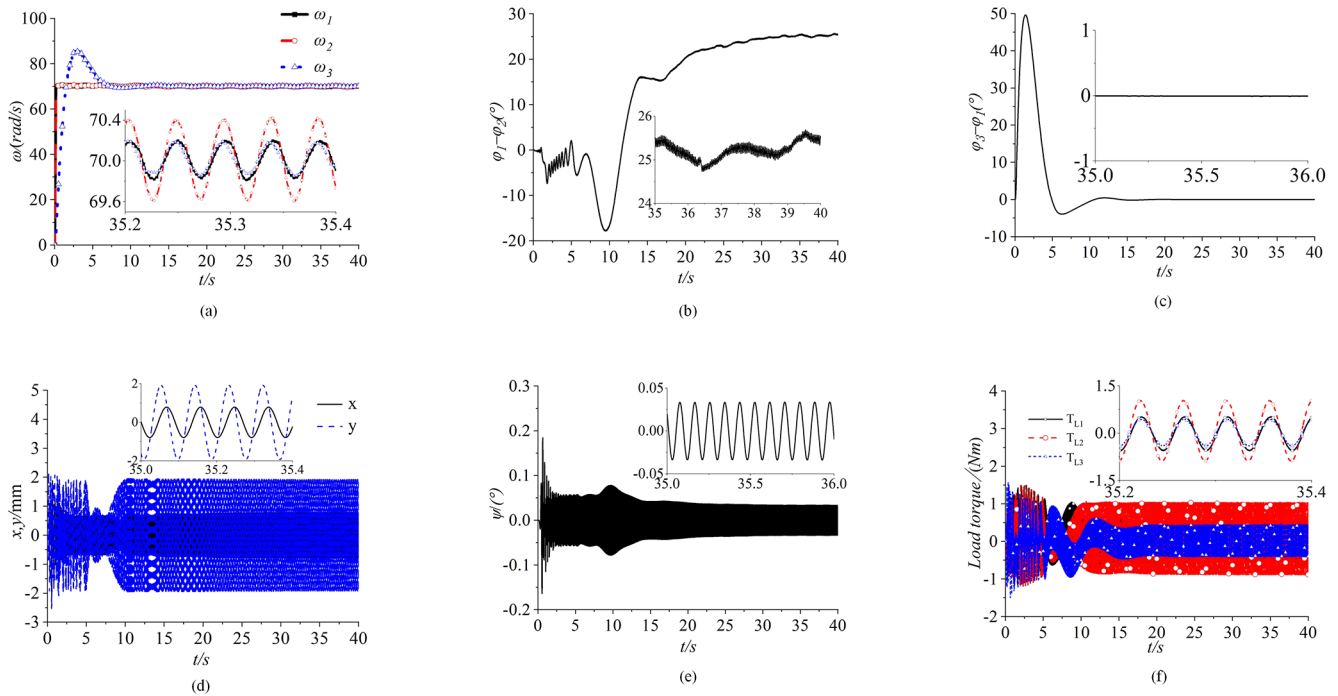 100
80
60
40
20
0
ω/(rad/s)
ω1
ω2
ω3
70.4
70.0
69.6
35.2 35.3 35.4
0 5 10 15 20 25 30 35 40
t/s
(a)
30
20
10
0
-10
-20
φ1−φ2(°)
26
25
24
35 36 37 38 39 40
0 5 10 15 20 25 30 35 40
t/s
(b)
50
40
30
20
10
0
-10
φ3−φ1(°)
1
0
-1
35.0 35.5 36.0
0 5 10 15 20 25 30 35 40
t/s
(c)
5
4
3
2
1
0
-1
-2
-3
x,y/mm
2
0
-2
35.0 35.2 35.4
x
y
0 5 10 15 20 25 30 35 40
t/s
(d)
0.3
0.2
0.1
0.0
-0.1
-0.2
ψ/(°)
0.05
0.00
-0.05
35.0 35.5 36.0
0 5 10 15 20 25 30 35 40
t/s
(e)
4
3
2
1
0
-1
-2
Load torque/(Nm)
TL1
TL2
TL3
1.5
0.0
-1.5
35.2 35.4
0 5 10 15 20 25 30 35 40
t/s
(f)